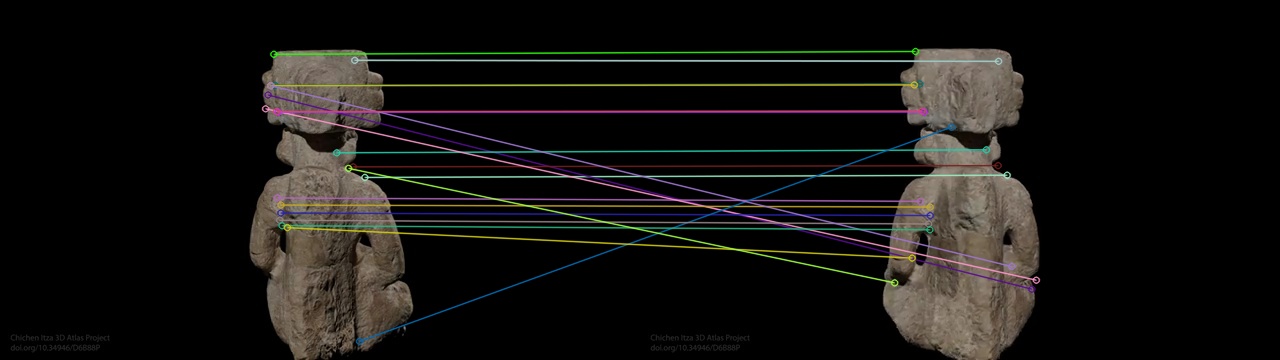 Chichen Itza 3D Atlas Project
doi.org/10.34946/D6B88P
Chichen Itza 3D Atlas Project
doi.org/10.34946/D6B88P